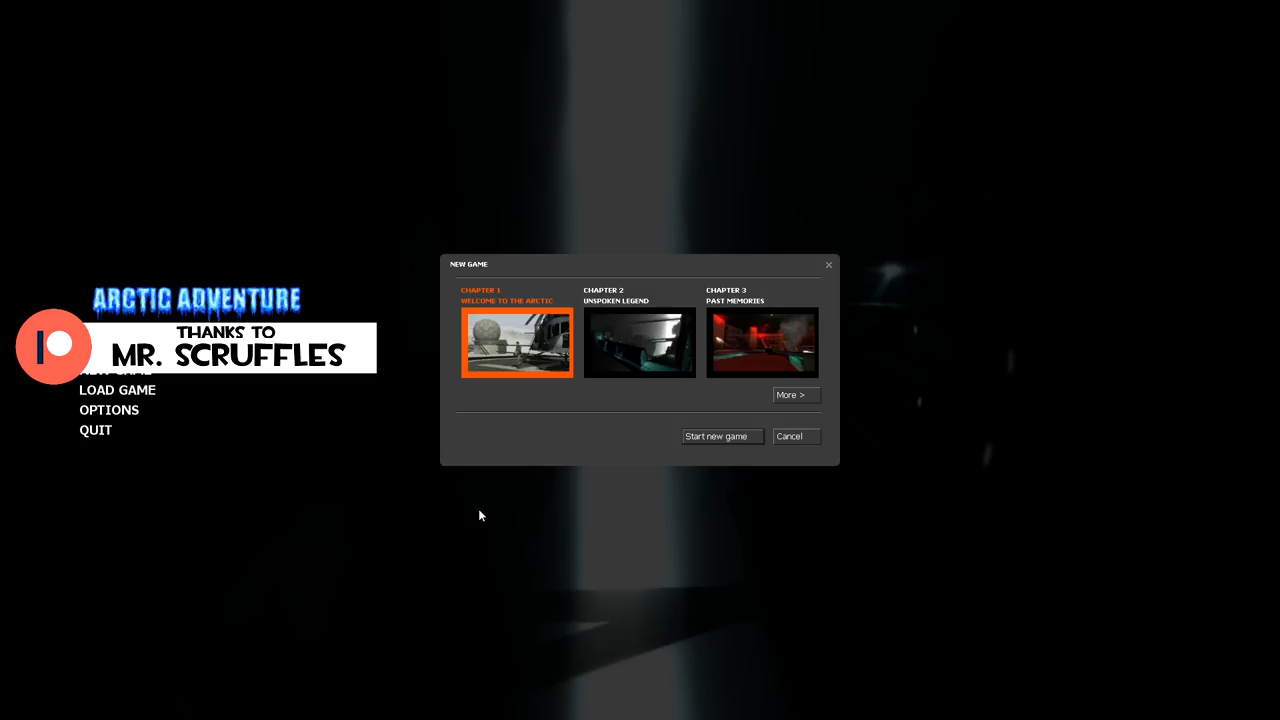 ARCTIC ADVENTURE
THANKS TO
MR. SCRUFFLES
LOAD GAME
OPTIONS
QUIT
NEW GAME
CHAPTER 1
WELCOME TO THE ARCTIC
CHAPTER 2
UNSPOKEN LEGEND
CHAPTER 3
PAST MEMORIES
More >
Start new game
Cancel